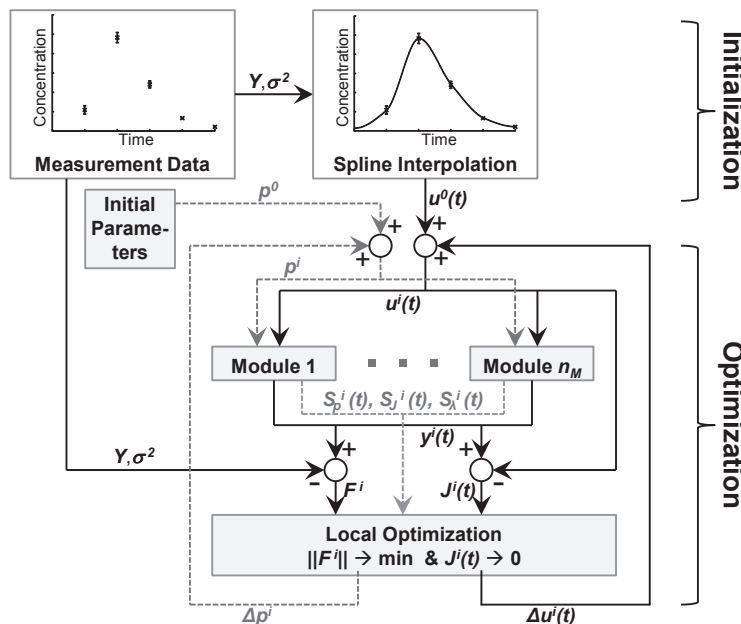 Concentration
Time
Measurement Data
Y,σ²
Concentration
Time
Spline Interpolation
Initialization
Initial
Parame-
ters
p⁰
u⁰(t)
+
+
+
+
pⁱ
uⁱ(t)
Module 1
Module n_M
S_pⁱ(t), S_Jⁱ(t), S_λⁱ(t)
yⁱ(t)
Y,σ²
+
-
+
-
Fⁱ
Jⁱ(t)
Local Optimization
||Fⁱ|| → min & Jⁱ(t) → 0
Δpⁱ
Δuⁱ(t)
Optimization